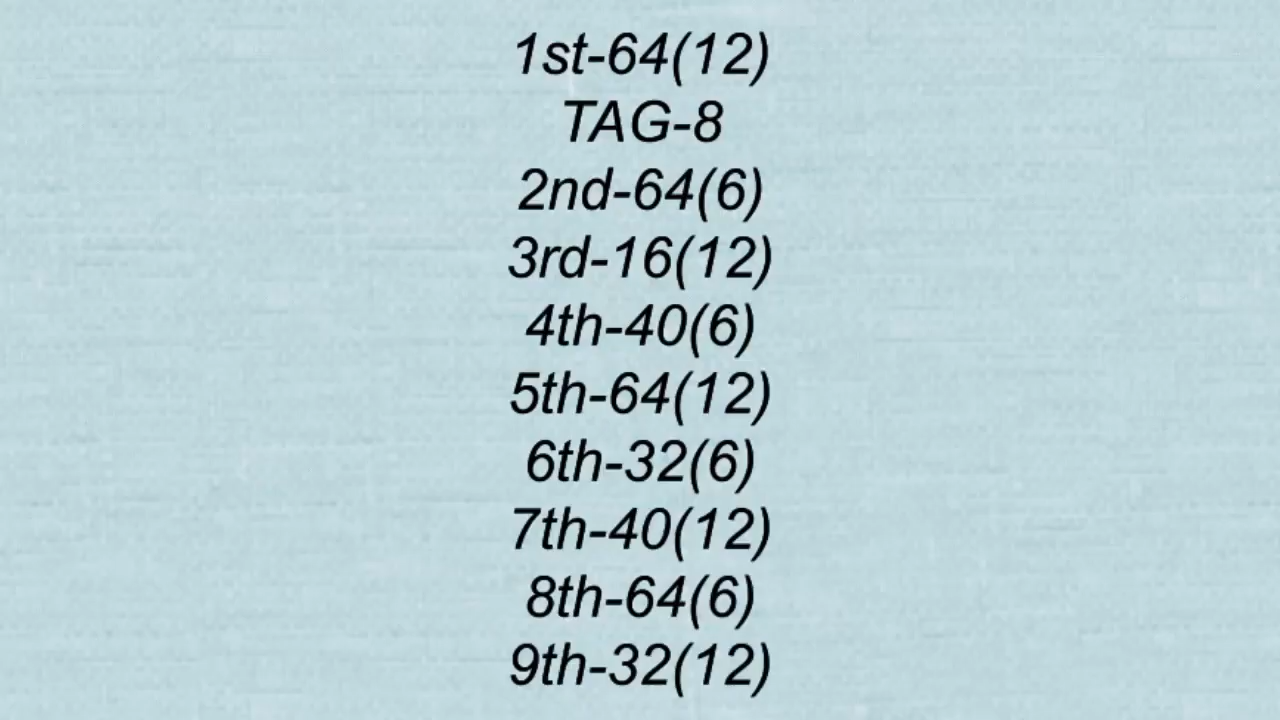 1st-64(12)
TAG-8
2nd-64(6)
3rd-16(12)
4th-40(6)
5th-64(12)
6th-32(6)
7th-40(12)
8th-64(6)
9th-32(12)